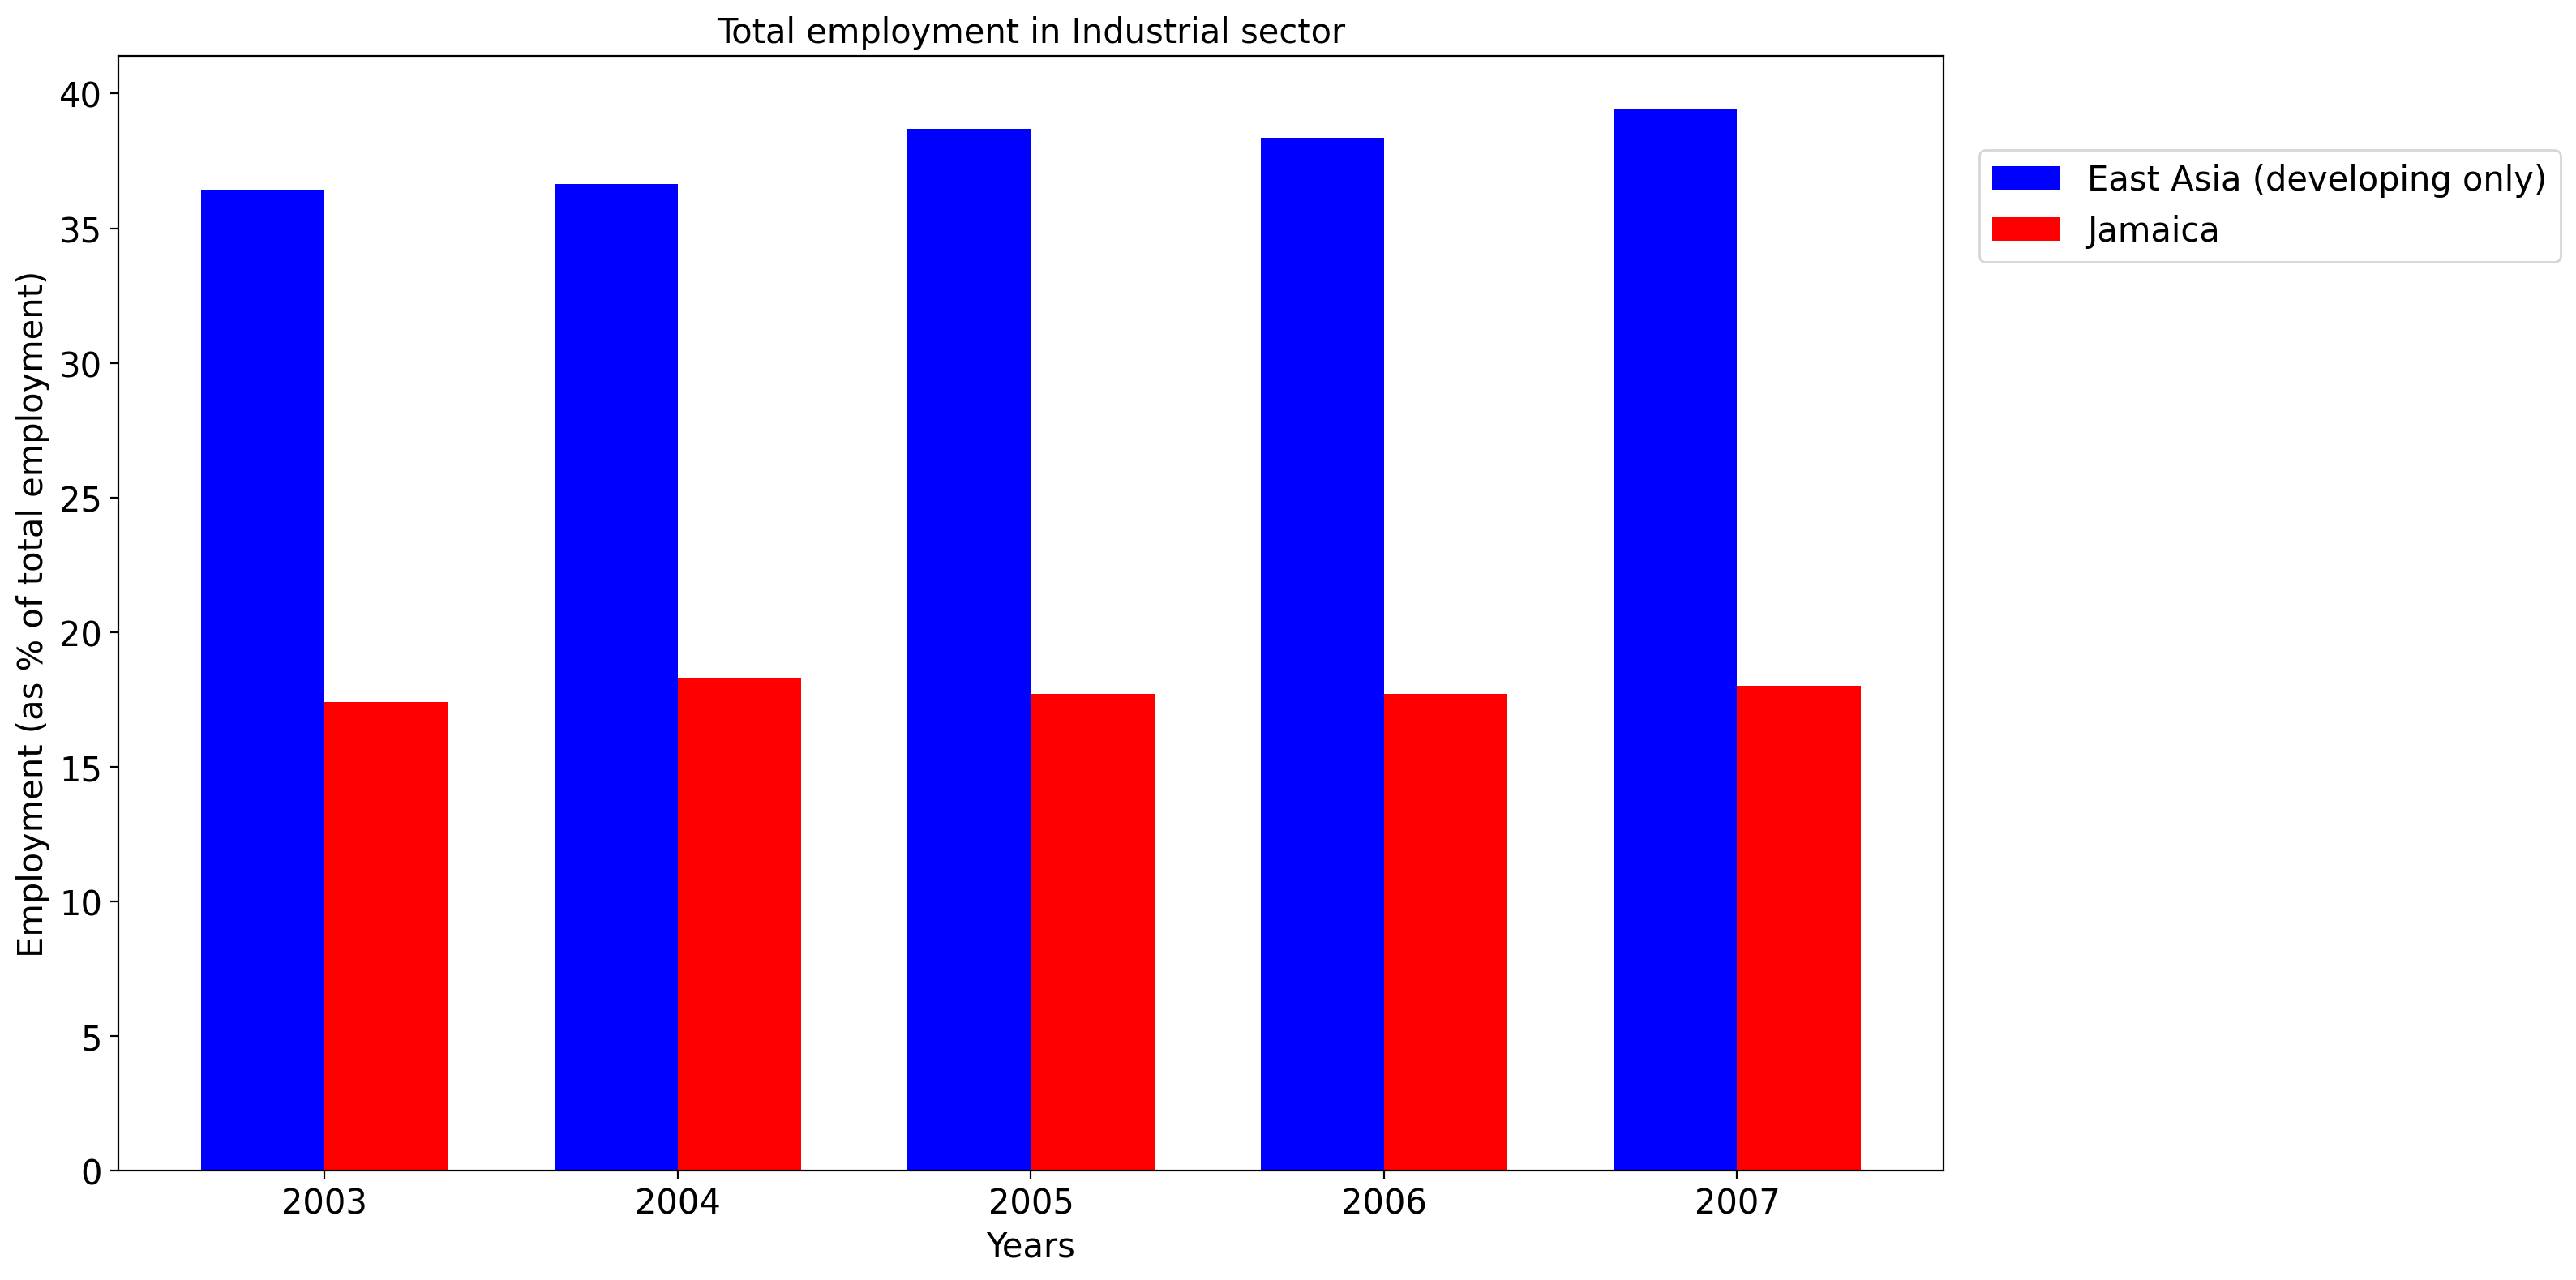 Total employment in Industrial sector
Employment (as % of total employment)
40
35
30
25
20
15
10
5
0
2003
2004
2005
2006
2007
Years
East Asia (developing only)
Jamaica